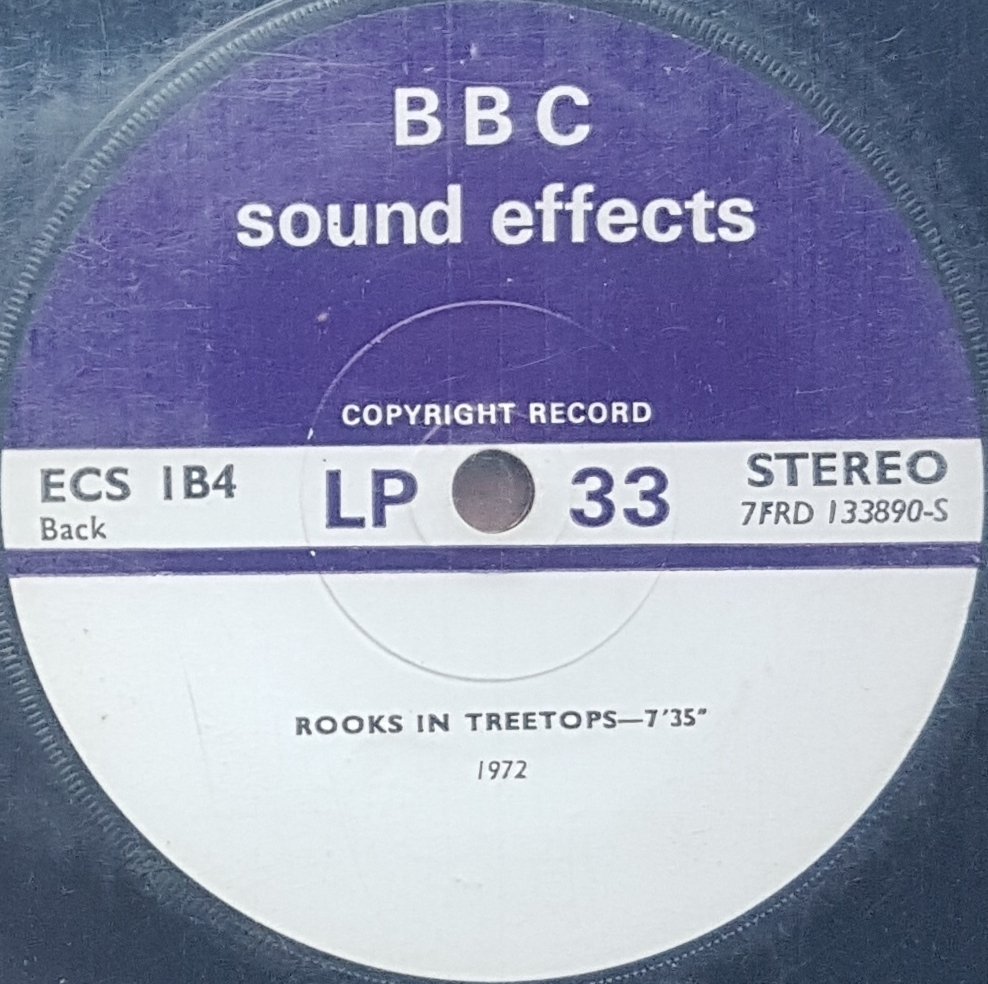 BBC
sound effects
COPYRIGHT RECORD
ECS 1B4 LP 33 STEREO
Back 7FRD 133890-S
ROOKS IN TREETOPS—7'35"
1972